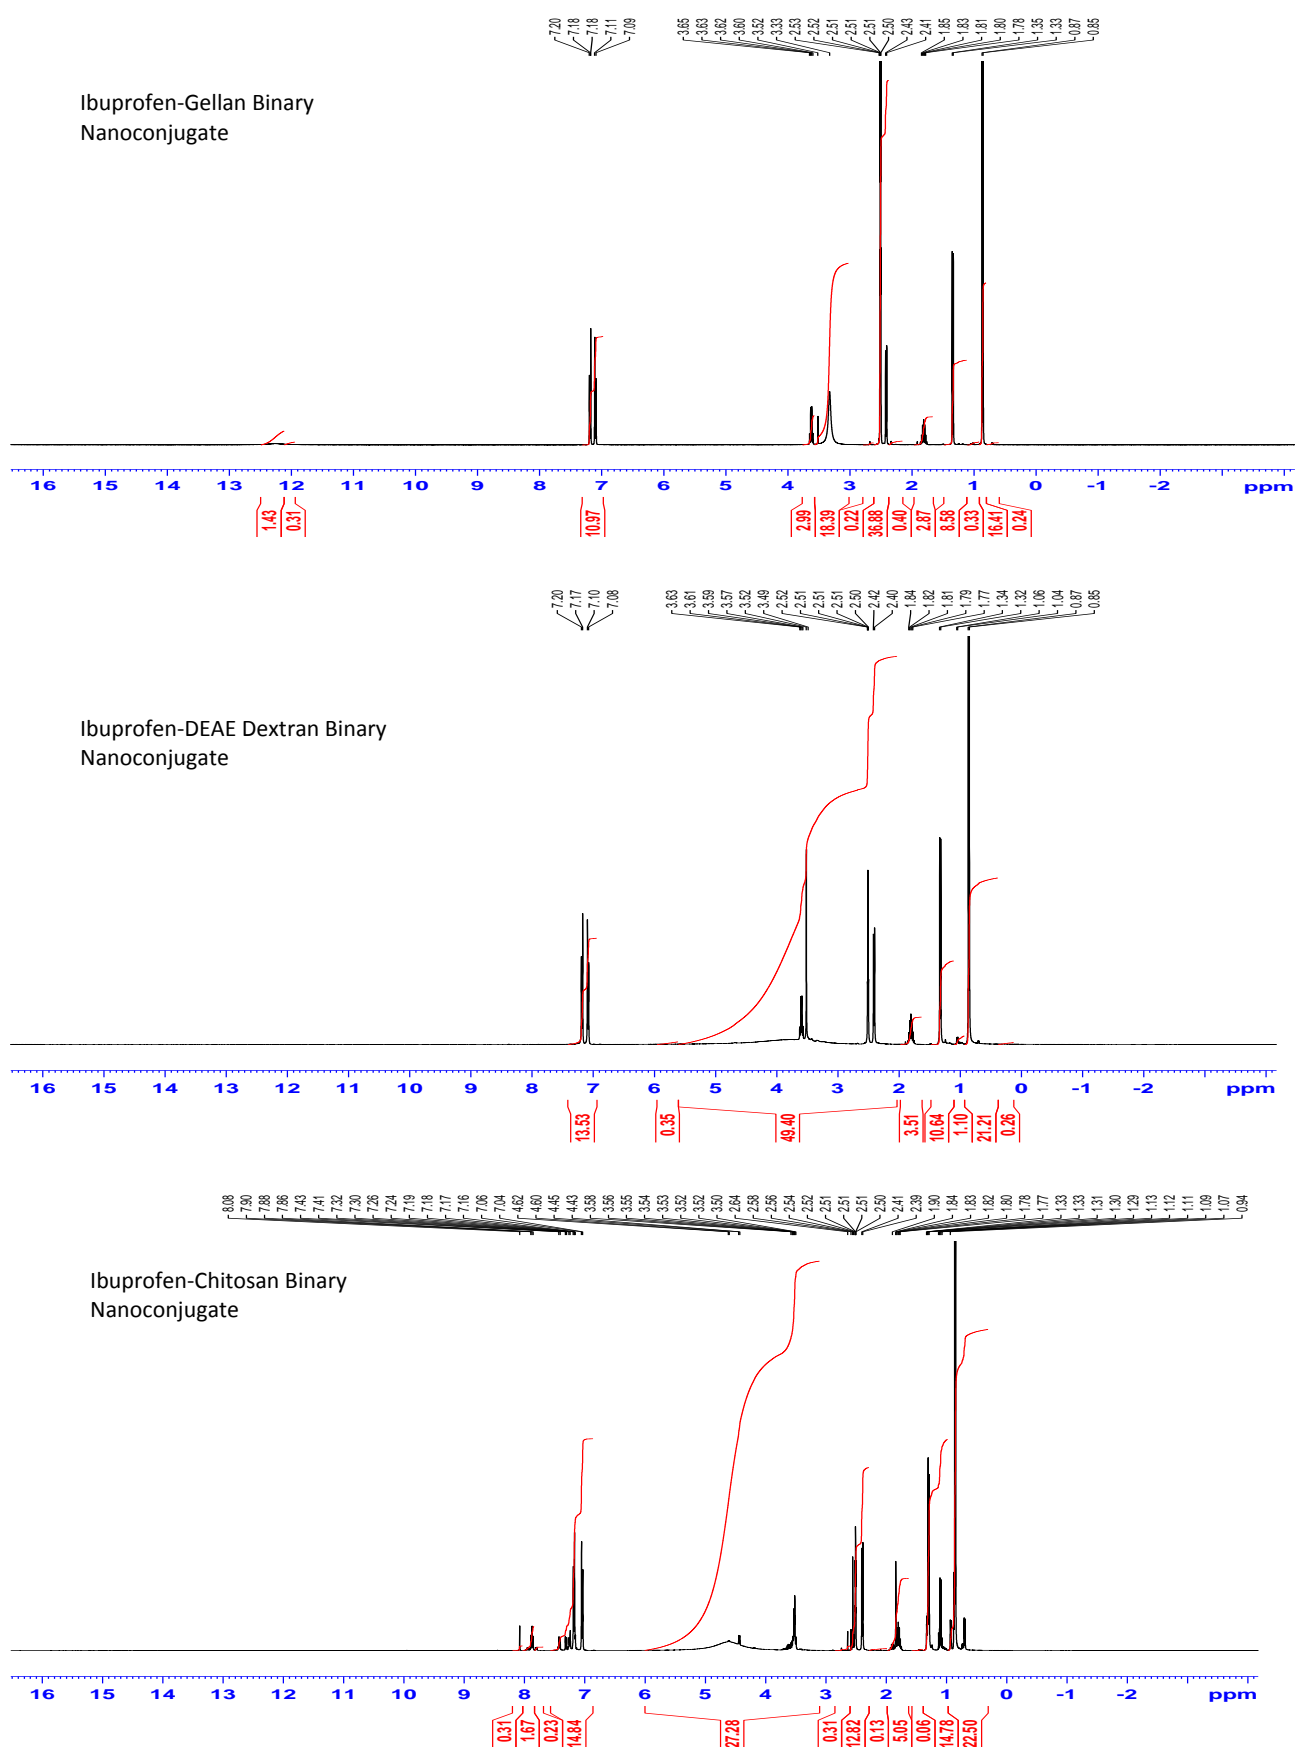 7.20 7.18 7.18 7.11 7.09 3.65 3.63 3.62 3.60 3.52 3.33 2.53 2.52 2.51 2.51 2.51 2.50 2.43 2.41 1.85 1.83 1.81 1.80 1.78 1.35 1.33 0.87 0.85
Ibuprofen-Gellan Binary
Nanoconjugate
16 15 14 13 12 11 10 9 8 7 6 5 4 3 2 1 0 -1 -2 ppm
1.43 0.31 10.97 2.99 18.39 0.22 36.88 0.40 2.87 8.58 0.33 16.41 0.24
7.20 7.17 7.10 7.08 3.63 3.61 3.59 3.57 3.52 3.49 2.52 2.51 2.51 2.50 2.42 2.40 1.84 1.82 1.81 1.79 1.77 1.34 1.32 1.06 1.04 0.87 0.85
Ibuprofen-DEAE Dextran Binary
Nanoconjugate
16 15 14 13 12 11 10 9 8 7 6 5 4 3 2 1 0 -1 -2 ppm
13.53 0.35 49.40 3.51 10.64 1.10 21.21 0.26
8.08 7.90 7.88 7.86 7.43 7.41 7.32 7.30 7.26 7.24 7.19 7.18 7.17 7.16 7.06 7.04 4.62 4.60 4.45 4.43 3.58 3.56 3.55 3.54 3.53 3.52 3.52 3.50 2.64 2.58 2.56 2.54 2.52 2.51 2.51 2.51 2.50 2.41 2.39 1.90 1.84 1.83 1.82 1.80 1.78 1.77 1.33 1.33 1.31 1.30 1.29 1.13 1.12 1.11 1.09 1.07 0.94
Ibuprofen-Chitosan Binary
Nanoconjugate
16 15 14 13 12 11 10 9 8 7 6 5 4 3 2 1 0 -1 -2 ppm
0.31 1.67 0.23 14.84 27.28 0.31 12.82 0.13 5.05 0.06 14.78 22.50